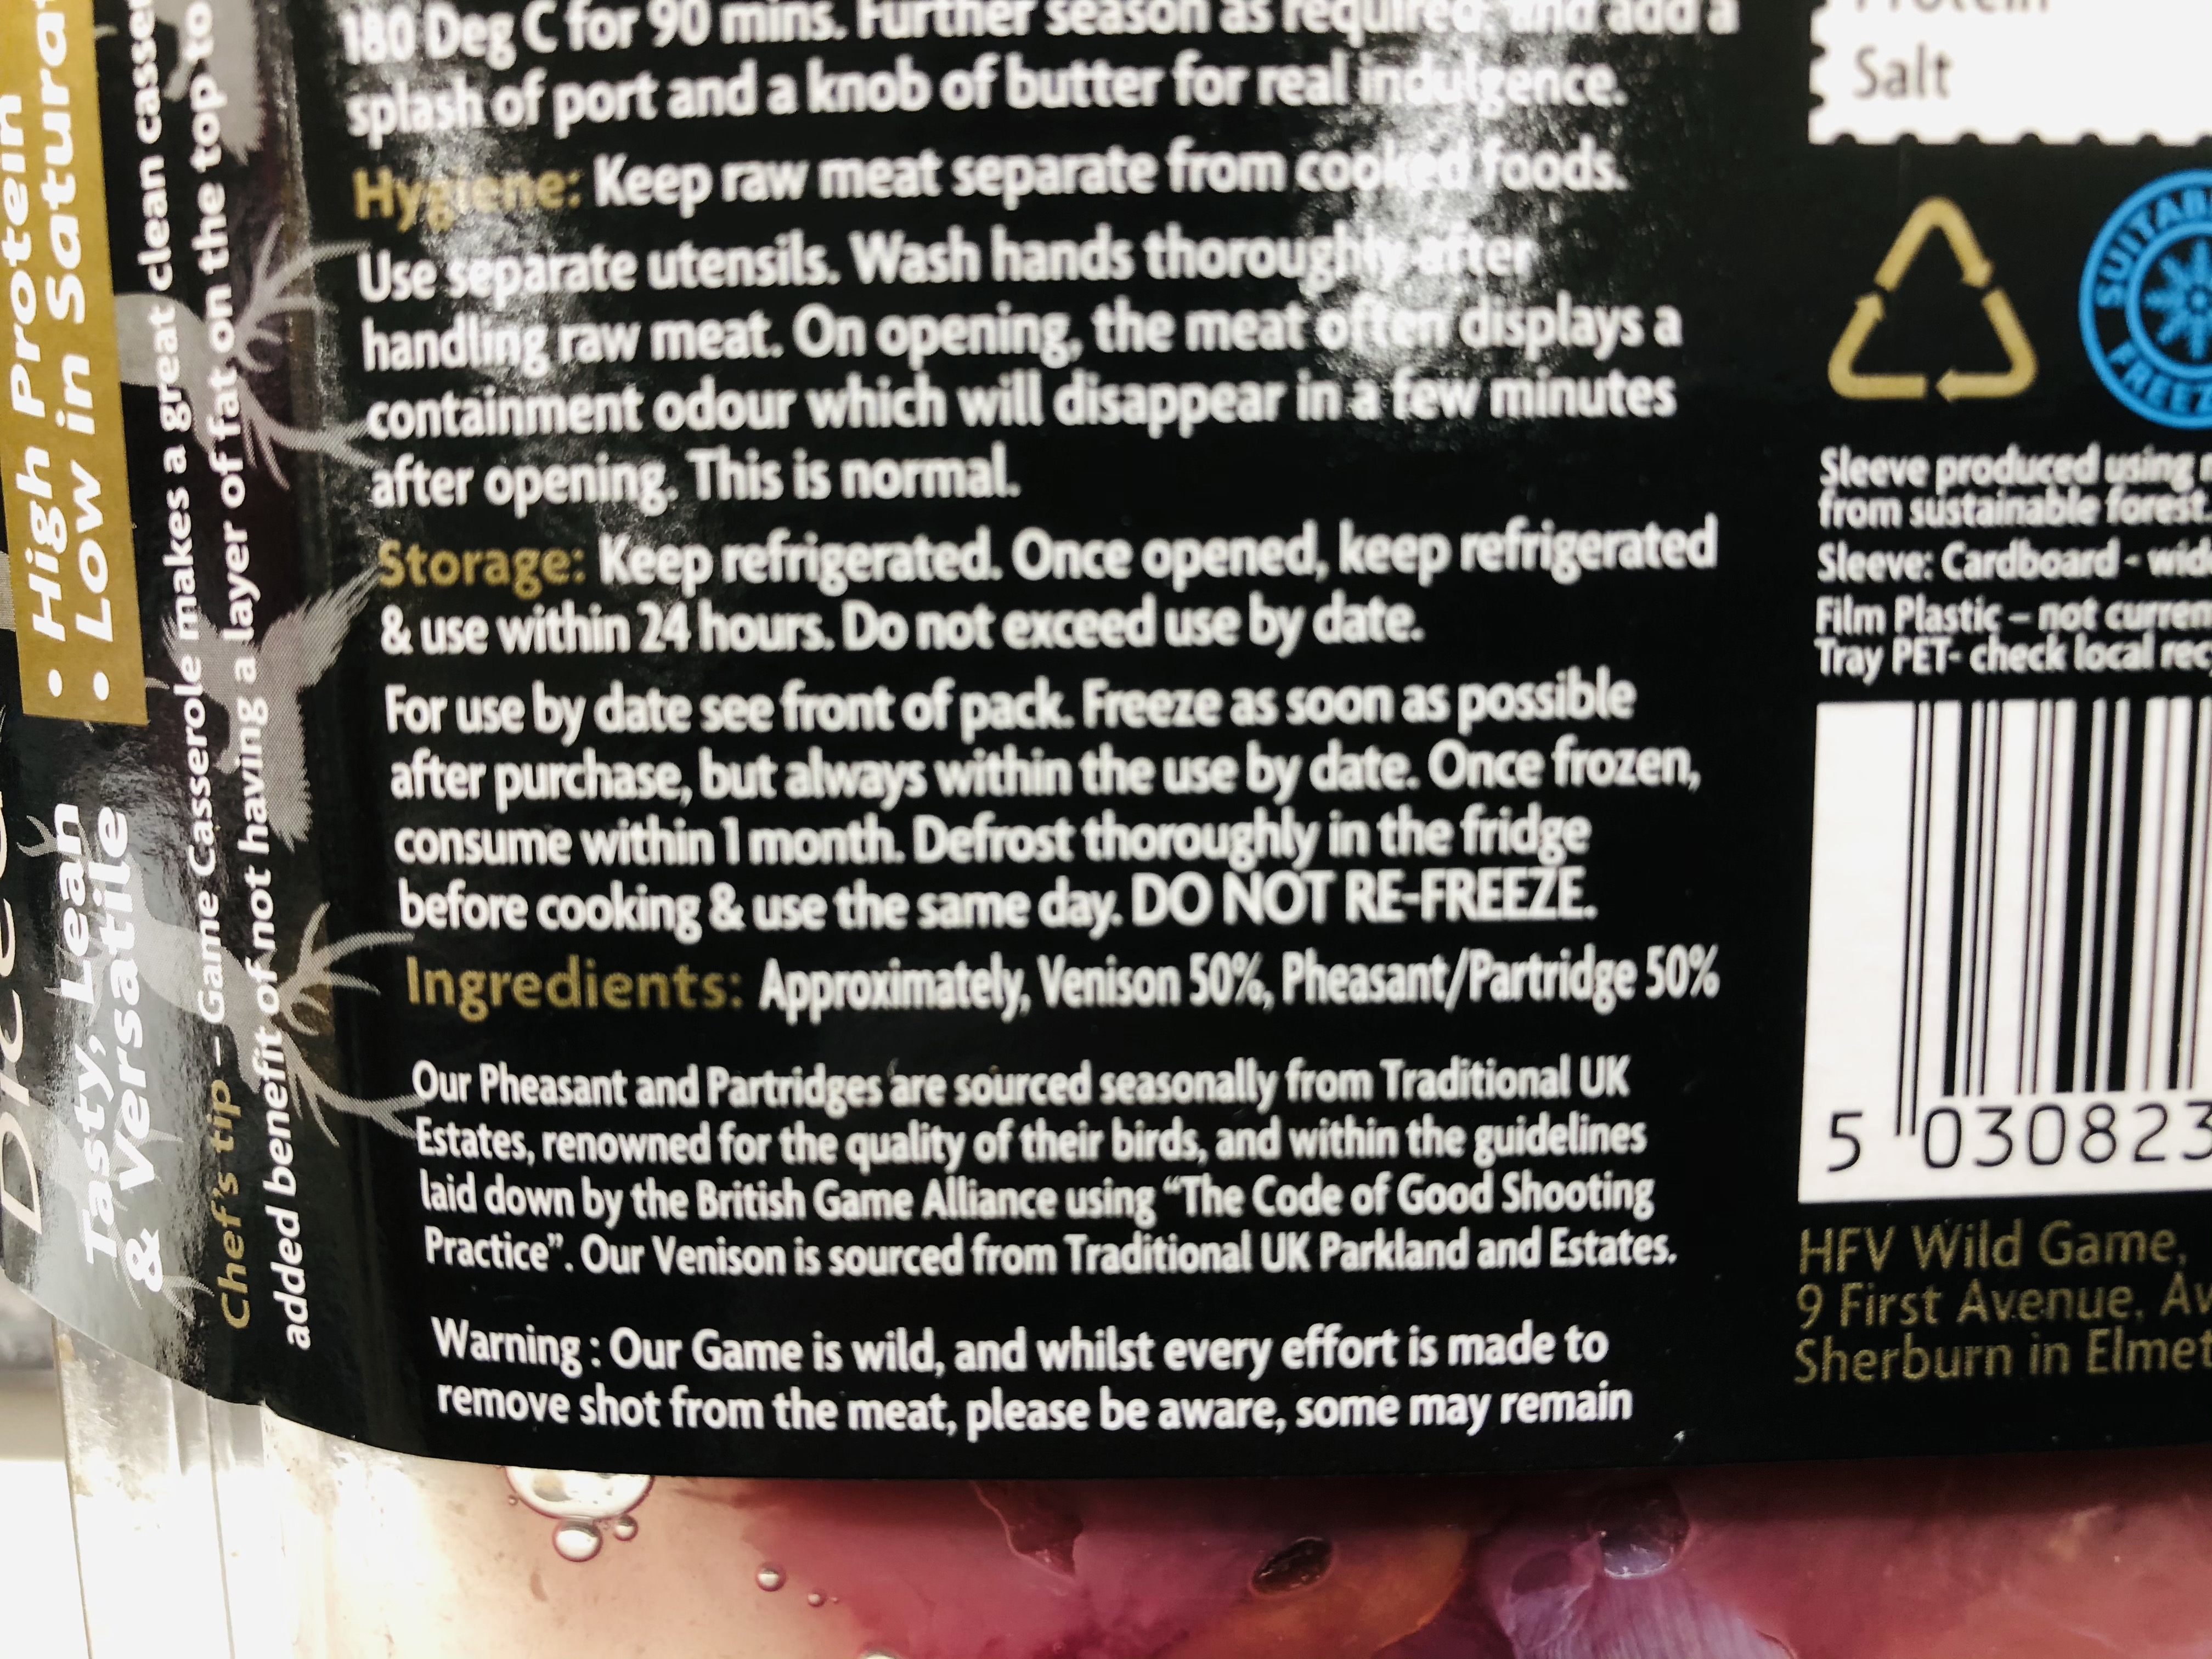 180 Deg C for 90 mins. Further season as required, and add a
splash of port and a knob of butter for real indulgence.
Hygiene: Keep raw meat separate from cooked foods.
Use separate utensils. Wash hands thoroughly after
handling raw meat. On opening, the meat often displays a
containment odour which will disappear in a few minutes
after opening. This is normal.
Storage: Keep refrigerated. Once opened, keep refrigerated
& use within 24 hours. Do not exceed use by date.
For use by date see front of pack. Freeze as soon as possible
after purchase, but always within the use by date. Once frozen,
consume within 1 month. Defrost thoroughly in the fridge
before cooking & use the same day. DO NOT RE-FREEZE.
Ingredients: Approximately, Venison 50%, Pheasant/Partridge 50%
Our Pheasant and Partridges are sourced seasonally from Traditional UK
Estates, renowned for the quality of their birds, and within the guidelines
laid down by the British Game Alliance using “The Code of Good Shooting
Practice”. Our Venison is sourced from Traditional UK Parkland and Estates.
Warning : Our Game is wild, and whilst every effort is made to
remove shot from the meat, please be aware, some may remain
• High Protein
• Low in
Tasty, Lean
& Versatile
Chef's tip – Game Casserole makes a great clean
added benefit of not having a layer of fat on the top to
Protein
Salt
Sleeve produced using
from sustainable forest
Sleeve: Cardboard -
Film Plastic – not
Tray PET- check local
5 030823
HFV Wild Game,
9 First Avenue,
Sherburn in